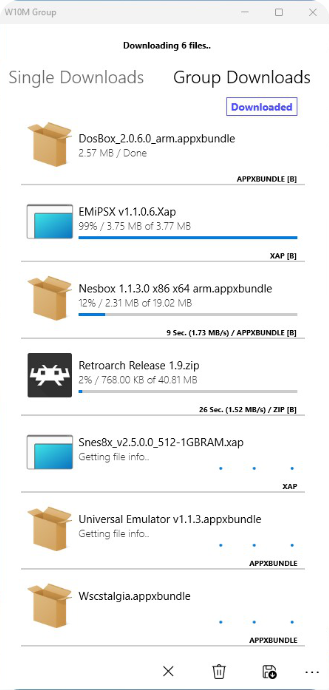 W10M Group
Downloading 6 files..
Single Downloads
Group Downloads
Downloaded
DosBox_2.0.6.0_arm.appxbundle
2.57 MB / Done
APPXBUNDLE [B]
EMiPSX v1.1.0.6.Xap
99% / 3.75 MB of 3.77 MB
XAP [B]
Nesbox 1.1.3.0 x86 x64 arm.appxbundle
12% / 2.31 MB of 19.02 MB
9 Sec. (1.73 MB/s) / APPXBUNDLE [B]
Retroarch Release 1.9.zip
2% / 768.00 KB of 40.81 MB
26 Sec. (1.52 MB/s) / ZIP [B]
Snes8x_v2.5.0.0_512-1GBRAM.xap
Getting file info..
XAP
Universal Emulator v1.1.3.appxbundle
Getting file info..
APPXBUNDLE
Wscstalgia.appxbundle
APPXBUNDLE